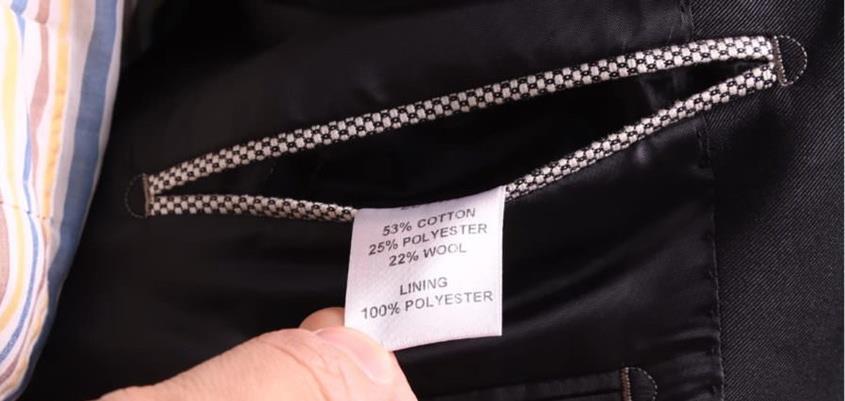 53% COTTON
25% POLYESTER
22% WOOL
LINING
100% POLYESTER